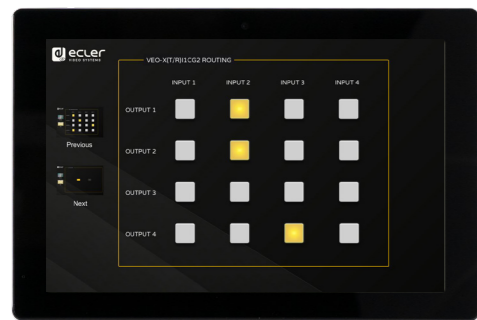 ecler
VIDEO SYSTEMS
VEO-X(T/R)I1CG2 ROUTING
INPUT 1 INPUT 2 INPUT 3 INPUT 4
OUTPUT 1
Previous
OUTPUT 2
OUTPUT 3
Next
OUTPUT 4